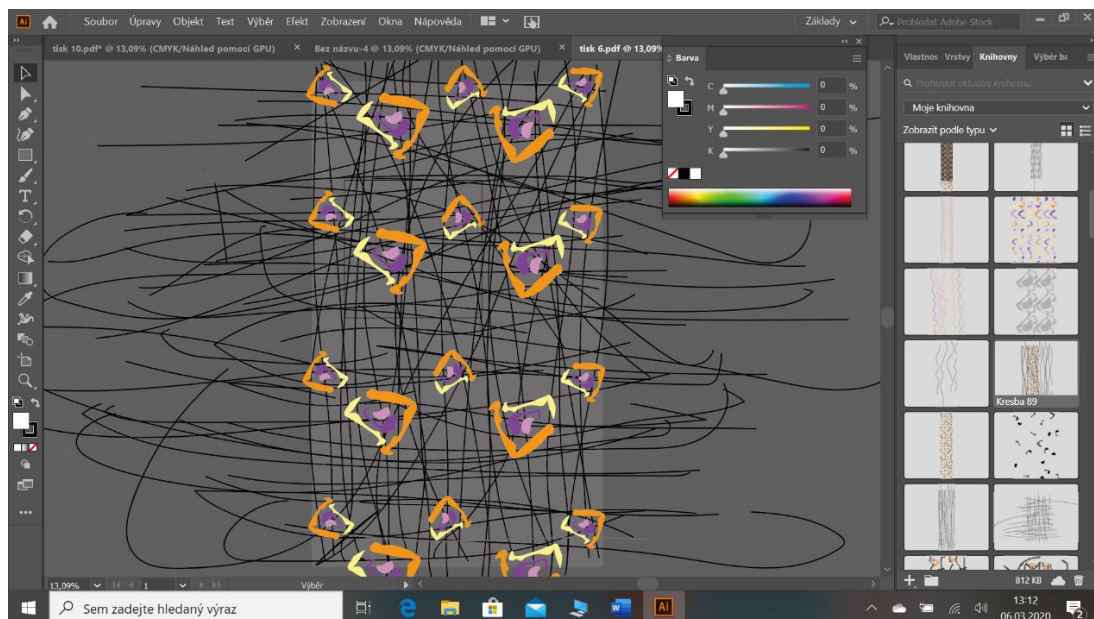 Ai Soubor Úpravy Objekt Text Výběr Efekt Zobrazení Okna Nápověda Základy Prohledat Adobe Stock
tisk 10.pdf* @ 13,09% (CMYK/Náhled pomocí GPU) × Bez názvu-4 @ 13,09% (CMYK/Náhled pomocí GPU) × tisk 6.pdf @ 13,09%
Barva
C 0 %
M 0 %
Y 0 %
K 0 %
Vlastnos Vrstvy Knihovny Výběr ba
Prohledat aktuální knihovnu
Moje knihovna
Zobrazit podle typu
Kresba 89
812 KB
13,09% 1 Výběr
Sem zadejte hledaný výraz
Ai
13:12
06.03.2020
2